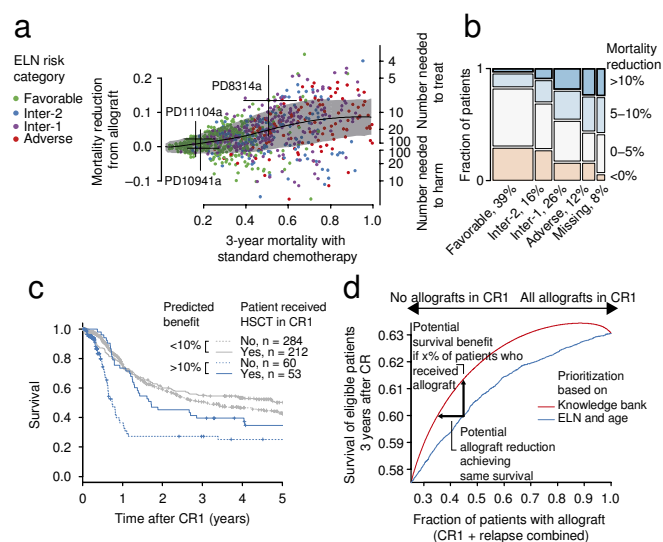 a
ELN risk
category
Favorable
Inter-2
Inter-1
Adverse
Mortality reduction
from allograft
0.2
0.1
0.0
−0.1
PD8314a
PD11104a
PD10941a
4
5
10
20
100
20
10
Number needed
to treat
Number needed
to harm
0.2
0.4
0.6
0.8
1.0
3-year mortality with
standard chemotherapy
b
Mortality
reduction
>10%
5–10%
0–5%
<0%
1
0
Fraction of patients
Favorable, 39%
Inter-2, 16%
Inter-1, 26%
Adverse, 12%
Missing, 8%
c
Predicted
benefit
Patient received
HSCT in CR1
<10%
No, n = 284
Yes, n = 212
>10%
No, n = 60
Yes, n = 53
Survival
1.0
0.8
0.6
0.4
0.2
0.0
0
1
2
3
4
5
Time after CR1 (years)
d
No allografts in CR1
All allografts in CR1
Survival of eligible patients
3 years after CR
0.63
0.61
0.60
0.59
0.58
Potential
survival benefit
if x% of patients who
received
allograft
Prioritization
based on
Knowledge bank
ELN and age
Potential
allograft reduction
achieving
same survival
0.3
0.4
0.5
0.6
0.7
0.8
0.9
1.0
Fraction of patients with allograft
(CR1 + relapse combined)